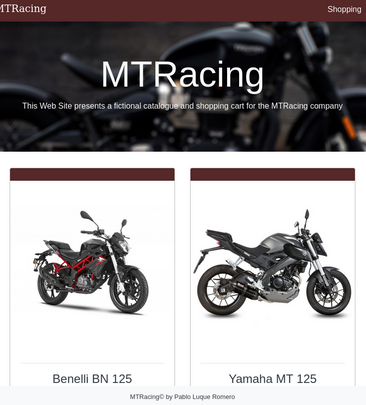 MTRacing
Shopping
MTRacing
This Web Site presents a fictional catalogue and shopping cart for the MTRacing company
Benelli BN 125
Yamaha MT 125
MTRacing© by Pablo Luque Romero